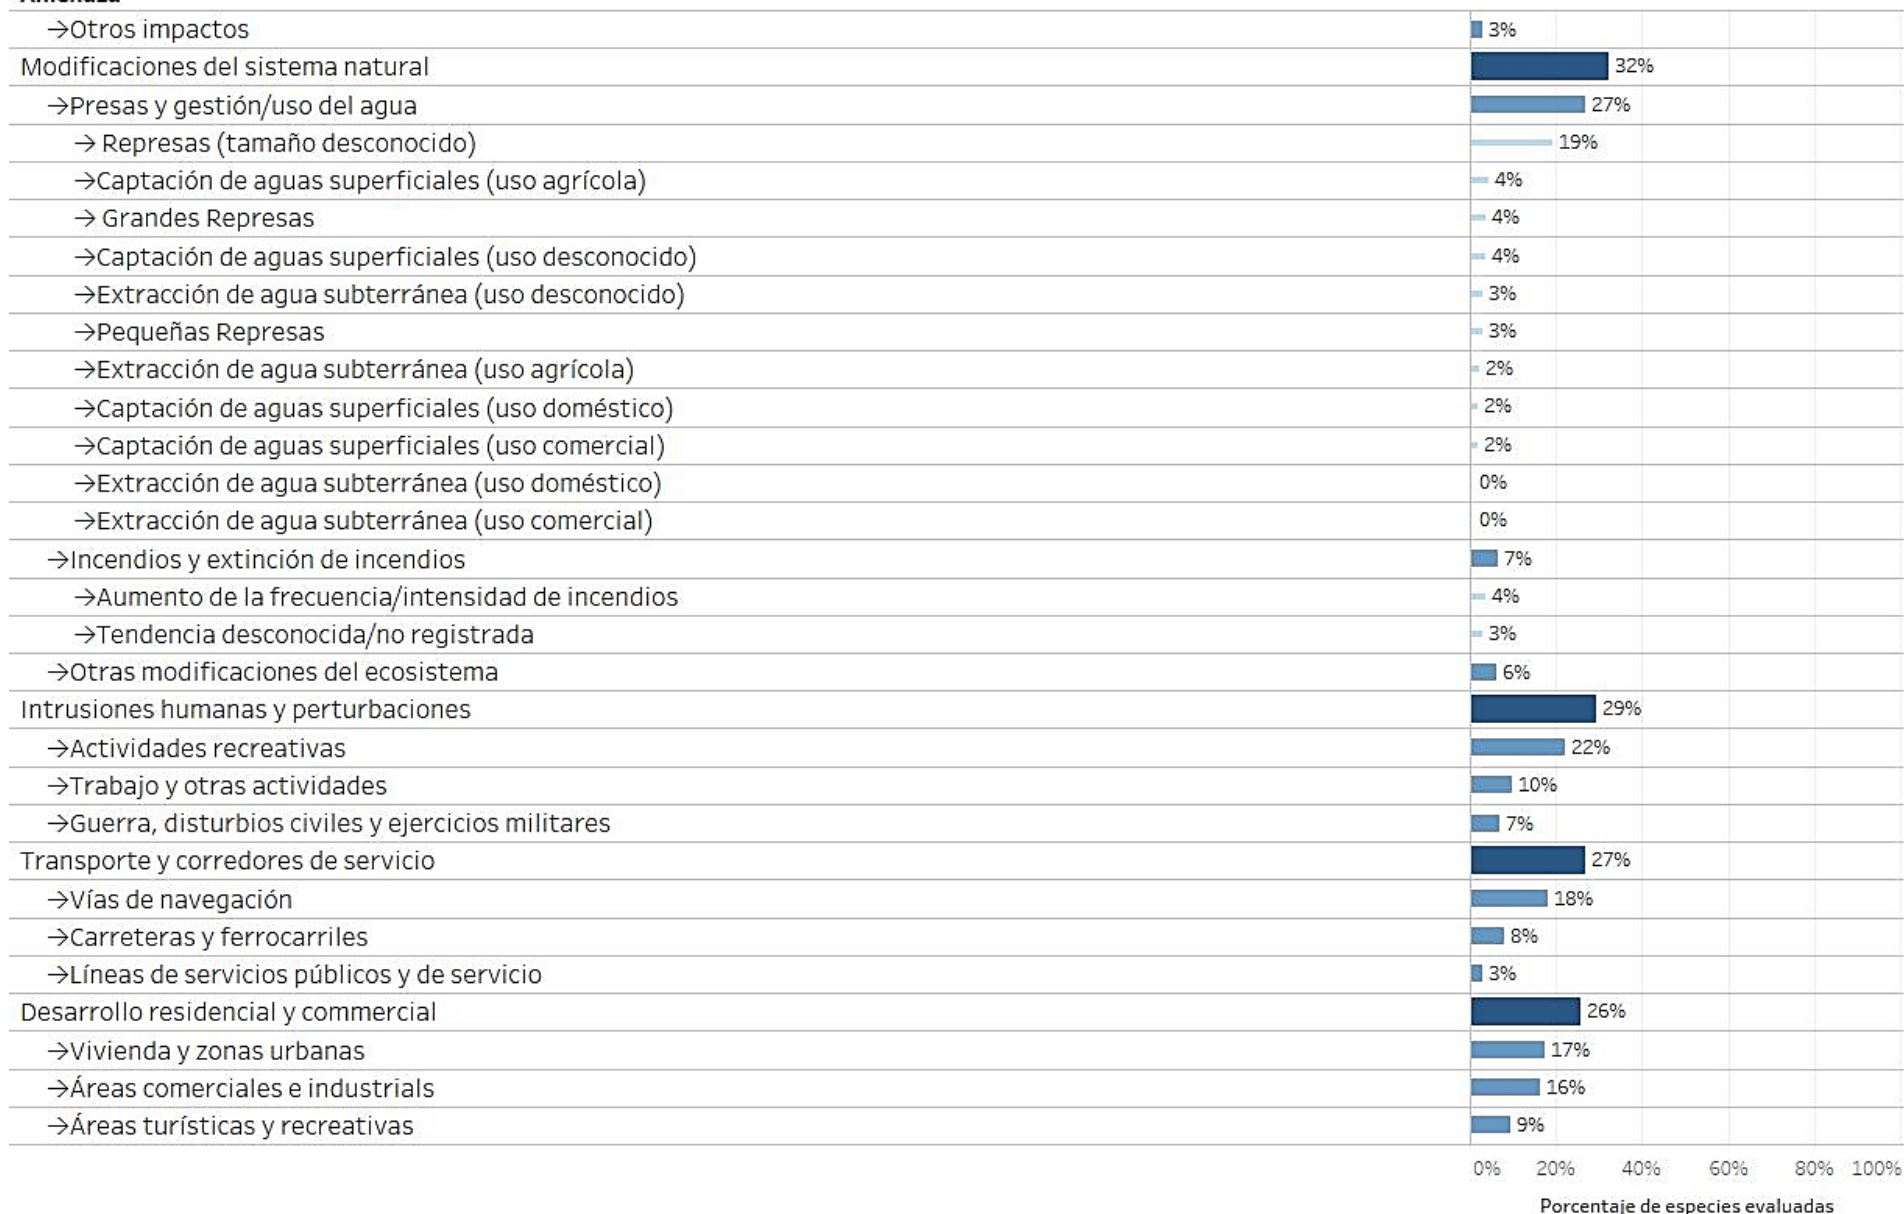 →Otros impactos 3%
Modificaciones del sistema natural 32%
→Presas y gestión/uso del agua 27%
→ Represas (tamaño desconocido) 19%
→Captación de aguas superficiales (uso agrícola) 4%
→ Grandes Represas 4%
→Captación de aguas superficiales (uso desconocido) 4%
→Extracción de agua subterránea (uso desconocido) 3%
→Pequeñas Represas 3%
→Extracción de agua subterránea (uso agrícola) 2%
→Captación de aguas superficiales (uso doméstico) 2%
→Captación de aguas superficiales (uso comercial) 2%
→Extracción de agua subterránea (uso doméstico) 0%
→Extracción de agua subterránea (uso comercial) 0%
→Incendios y extinción de incendios 7%
→Aumento de la frecuencia/intensidad de incendios 4%
→Tendencia desconocida/no registrada 3%
→Otras modificaciones del ecosistema 6%
Intrusiones humanas y perturbaciones 29%
→Actividades recreativas 22%
→Trabajo y otras actividades 10%
→Guerra, disturbios civiles y ejercicios militares 7%
Transporte y corredores de servicio 27%
→Vías de navegación 18%
→Carreteras y ferrocarriles 8%
→Líneas de servicios públicos y de servicio 3%
Desarrollo residencial y commercial 26%
→Vivienda y zonas urbanas 17%
→Áreas comerciales e industrials 16%
→Áreas turísticas y recreativas 9%
0% 20% 40% 60% 80% 100%
Porcentaje de especies evaluadas